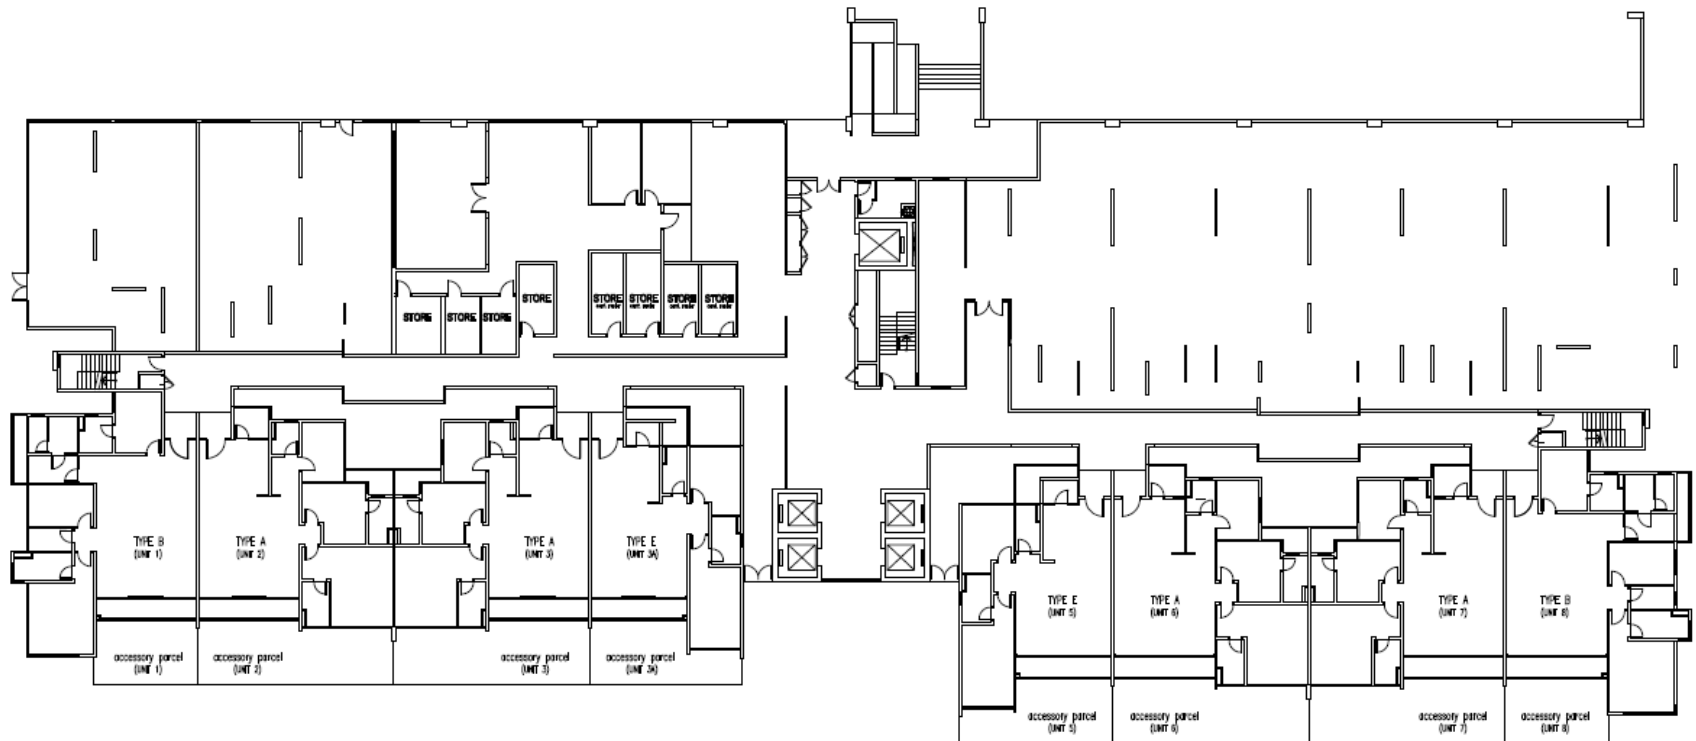 STORE
STORE
STORE
STORE
STORE
STORE
STORE
STORE
TYPE B
(UNIT 1)
TYPE A
(UNIT 2)
TYPE A
(UNIT 3)
TYPE E
(UNIT 3A)
TYPE E
(UNIT 5)
TYPE A
(UNIT 6)
TYPE A
(UNIT 7)
TYPE B
(UNIT 8)
accessory parcel
(UNIT 1)
accessory parcel
(UNIT 2)
accessory parcel
(UNIT 3)
accessory parcel
(UNIT 3A)
accessory parcel
(UNIT 5)
accessory parcel
(UNIT 6)
accessory parcel
(UNIT 7)
accessory parcel
(UNIT 8)